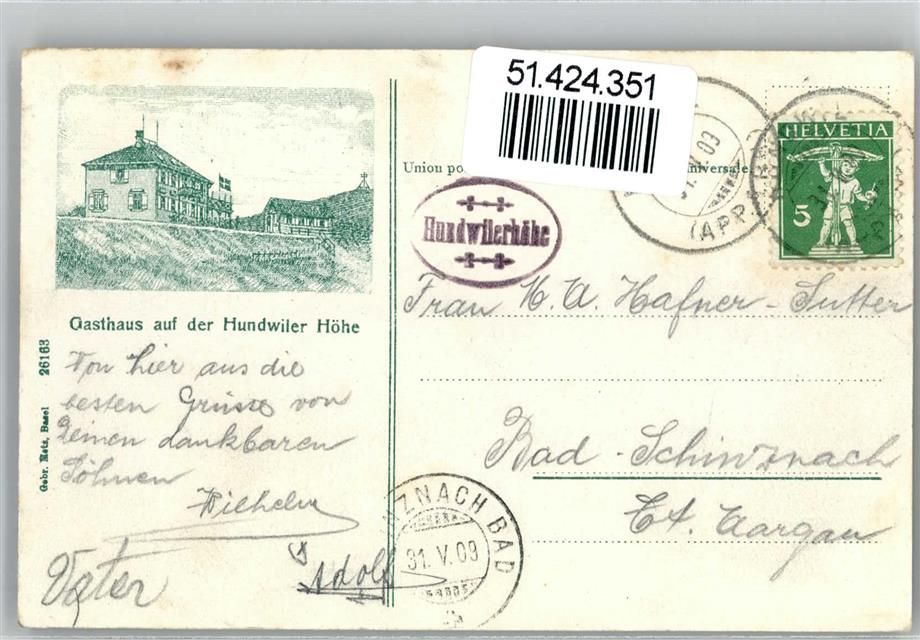 51.424.351
Union po
universale.
HELVETIA
5
(APP
Hundwilerhöhe
Gasthaus auf der Hundwiler Höhe
26163
Gebr. Metz, Basel
Von hier aus die
besten Grüsse von
Deinen dankbaren
Söhnen
Wilhelm
u Adolf
Vater
Frau H. A. Hafner-Sutter
Bad-Schinznach
Ct. Aargau
ZNACH BAD
31.V.09